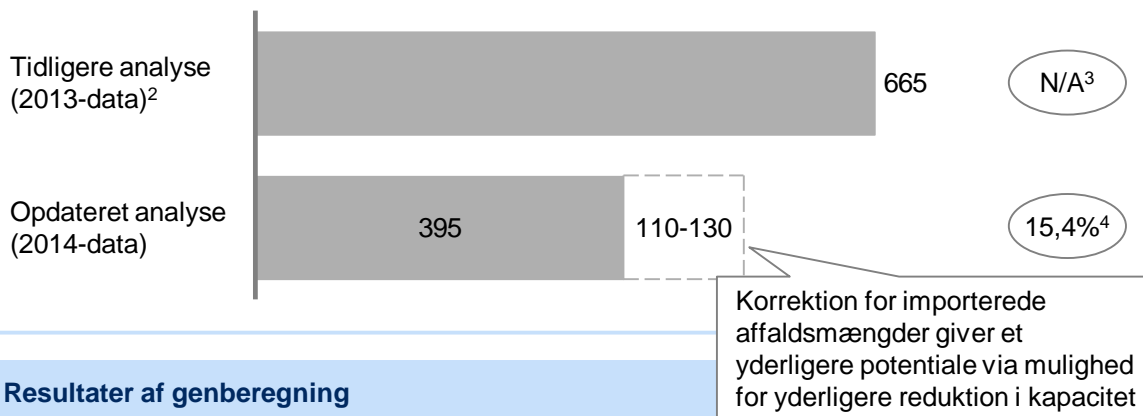 Tidligere analyse
(2013-data)²
665
N/A³
Opdateret analyse
(2014-data)
395
110-130
15,4%⁴
Korrektion for importerede
affaldsmængder giver et
yderligere potentiale via mulighed
for yderligere reduktion i kapacitet
Resultater af genberegning